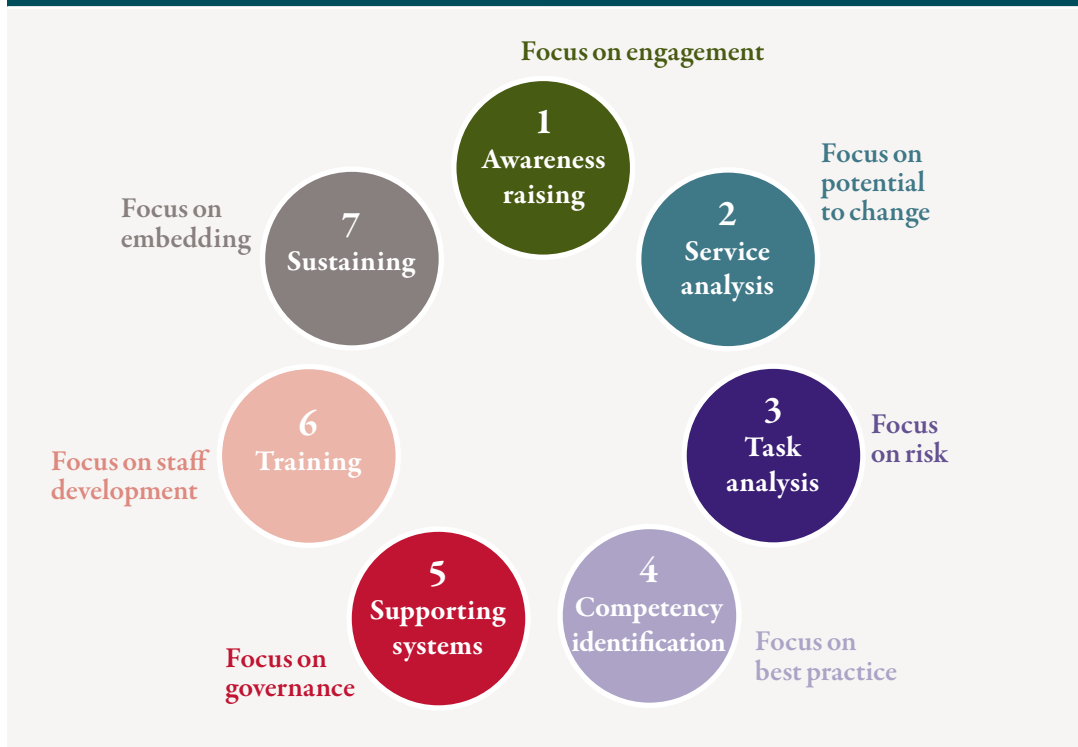 Focus on engagement
1
Awareness
raising
Focus on
potential
to change
2
Service
analysis
Focus
on risk
3
Task
analysis
Focus on
best practice
4
Competency
identification
Focus on
governance
5
Supporting
systems
Focus on staff
development
6
Training
Focus on
embedding
7
Sustaining